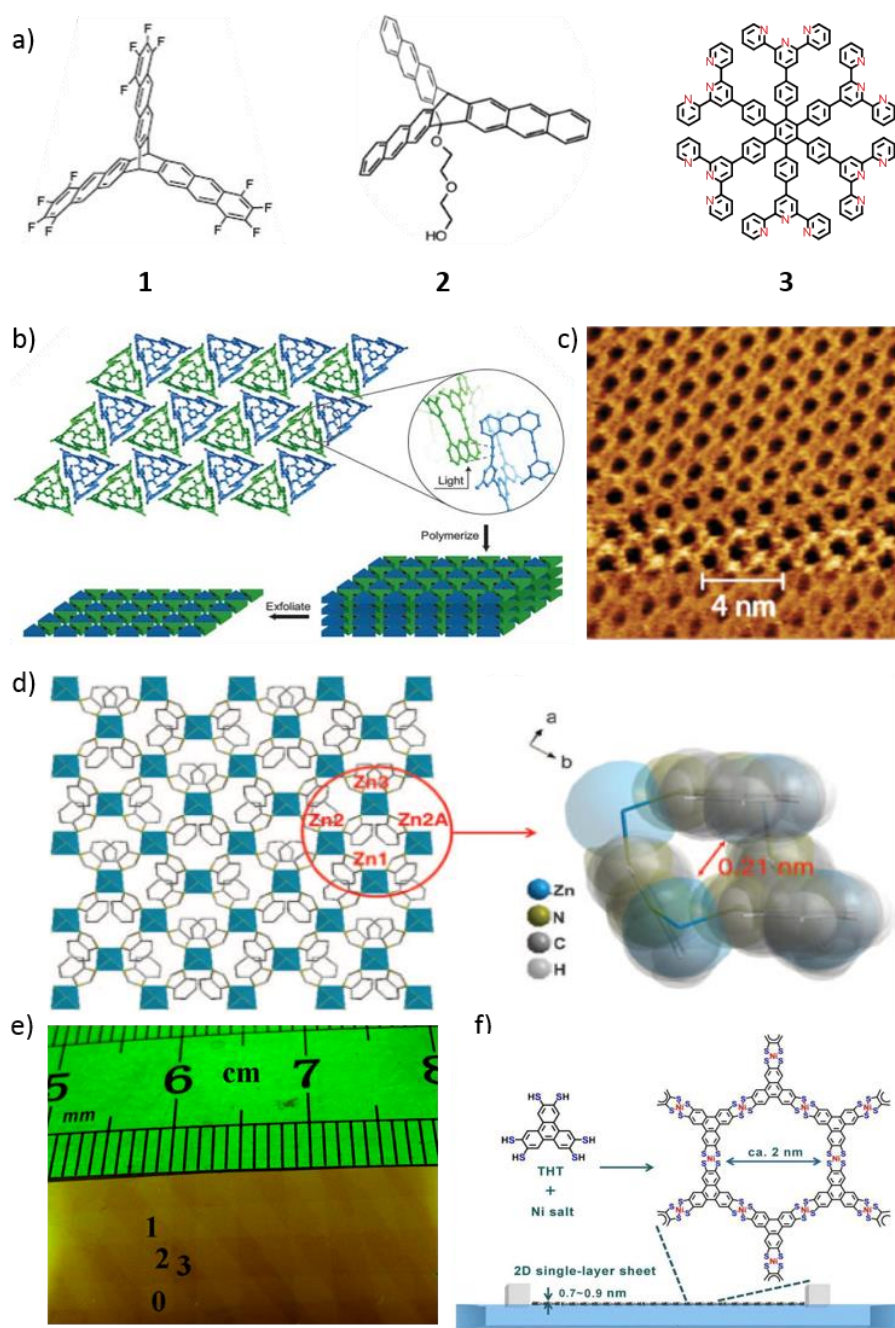 a)
F
F
F
F
F
F
F
F
F
F
F
F
O
O
HO
N N N
N N N
N N N
N N N
N N N
N N N
1 2 3
b)
Light
Polymerize
Exfoliate
c)
4 nm
d)
Zn3
Zn2 Zn2A
Zn1
a
b
0.21 nm
Zn
N
C
H
e)
5 6 cm 7 8
mm
1
2 3
0
f)
HS SH
HS SH
HS SH
THT
+
Ni salt
ca. 2 nm
2D single-layer sheet
0.7~0.9 nm